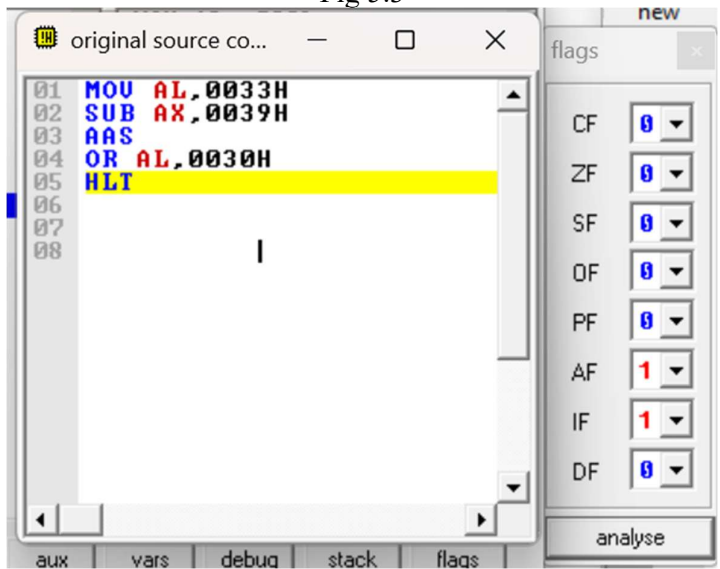 new
original source co...
flags
01 MOV AL,0033H
02 SUB AX,0039H
03 AAS
04 OR AL,0030H
05 HLT
06
07
08
CF 0
ZF 0
SF 0
OF 0
PF 0
AF 1
IF 1
DF 0
analyse
aux vars debug stack flags